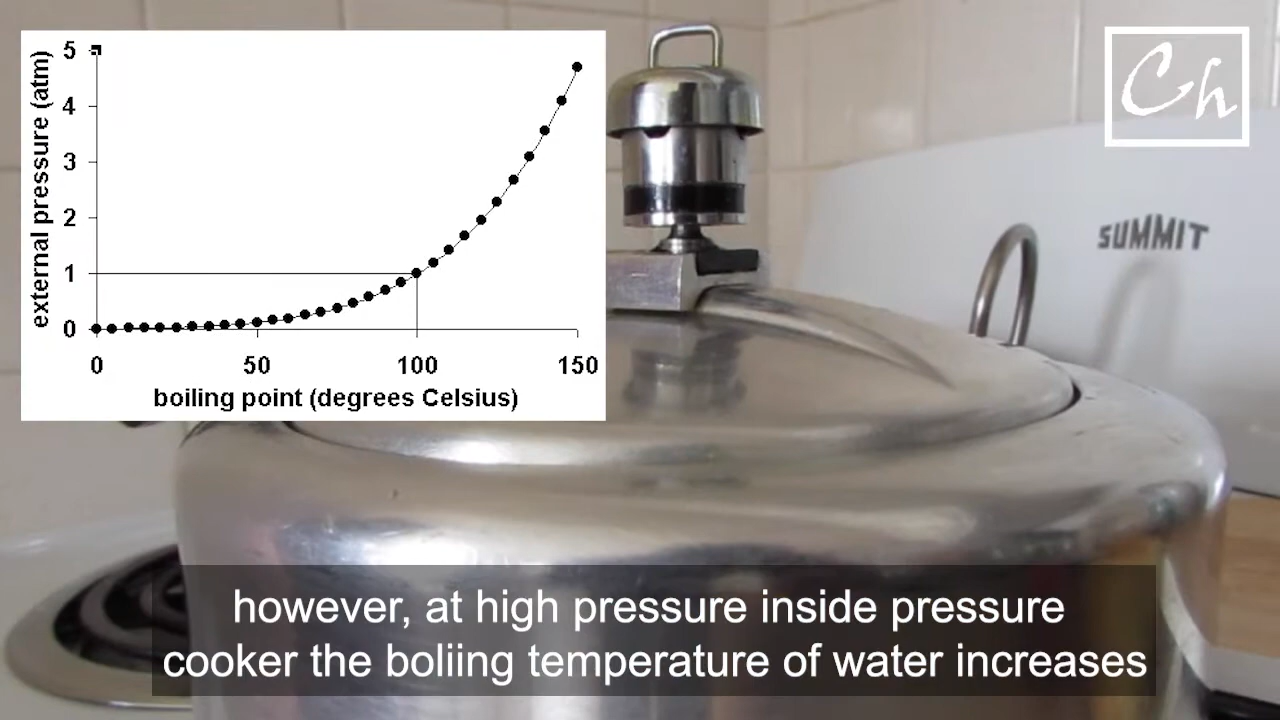 5
4
3
2
1
0
external pressure (atm)
0 50 100 150
boiling point (degrees Celsius)
Ch
SUMMIT
however, at high pressure inside pressure
cooker the boliing temperature of water increases